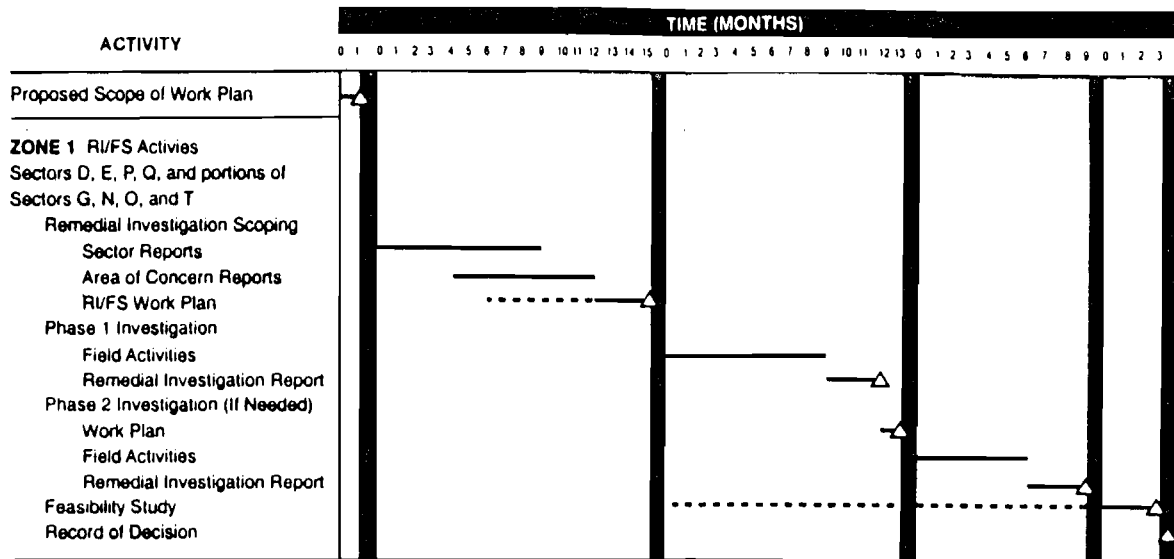 TIME (MONTHS)
ACTIVITY
0 1 0 1 2 3 4 5 6 7 8 9 10 11 12 13 14 15 0 1 2 3 4 5 6 7 8 9 10 11 12 13 0 1 2 3 4 5 6 7 8 9 0 1 2 3
Proposed Scope of Work Plan
ZONE 1 RI/FS Activies
Sectors D, E, P, Q, and portions of
Sectors G, N, O, and T
Remedial Investigation Scoping
Sector Reports
Area of Concern Reports
RI/FS Work Plan
Phase 1 Investigation
Field Activities
Remedial Investigation Report
Phase 2 Investigation (If Needed)
Work Plan
Field Activities
Remedial Investigation Report
Feasibility Study
Record of Decision